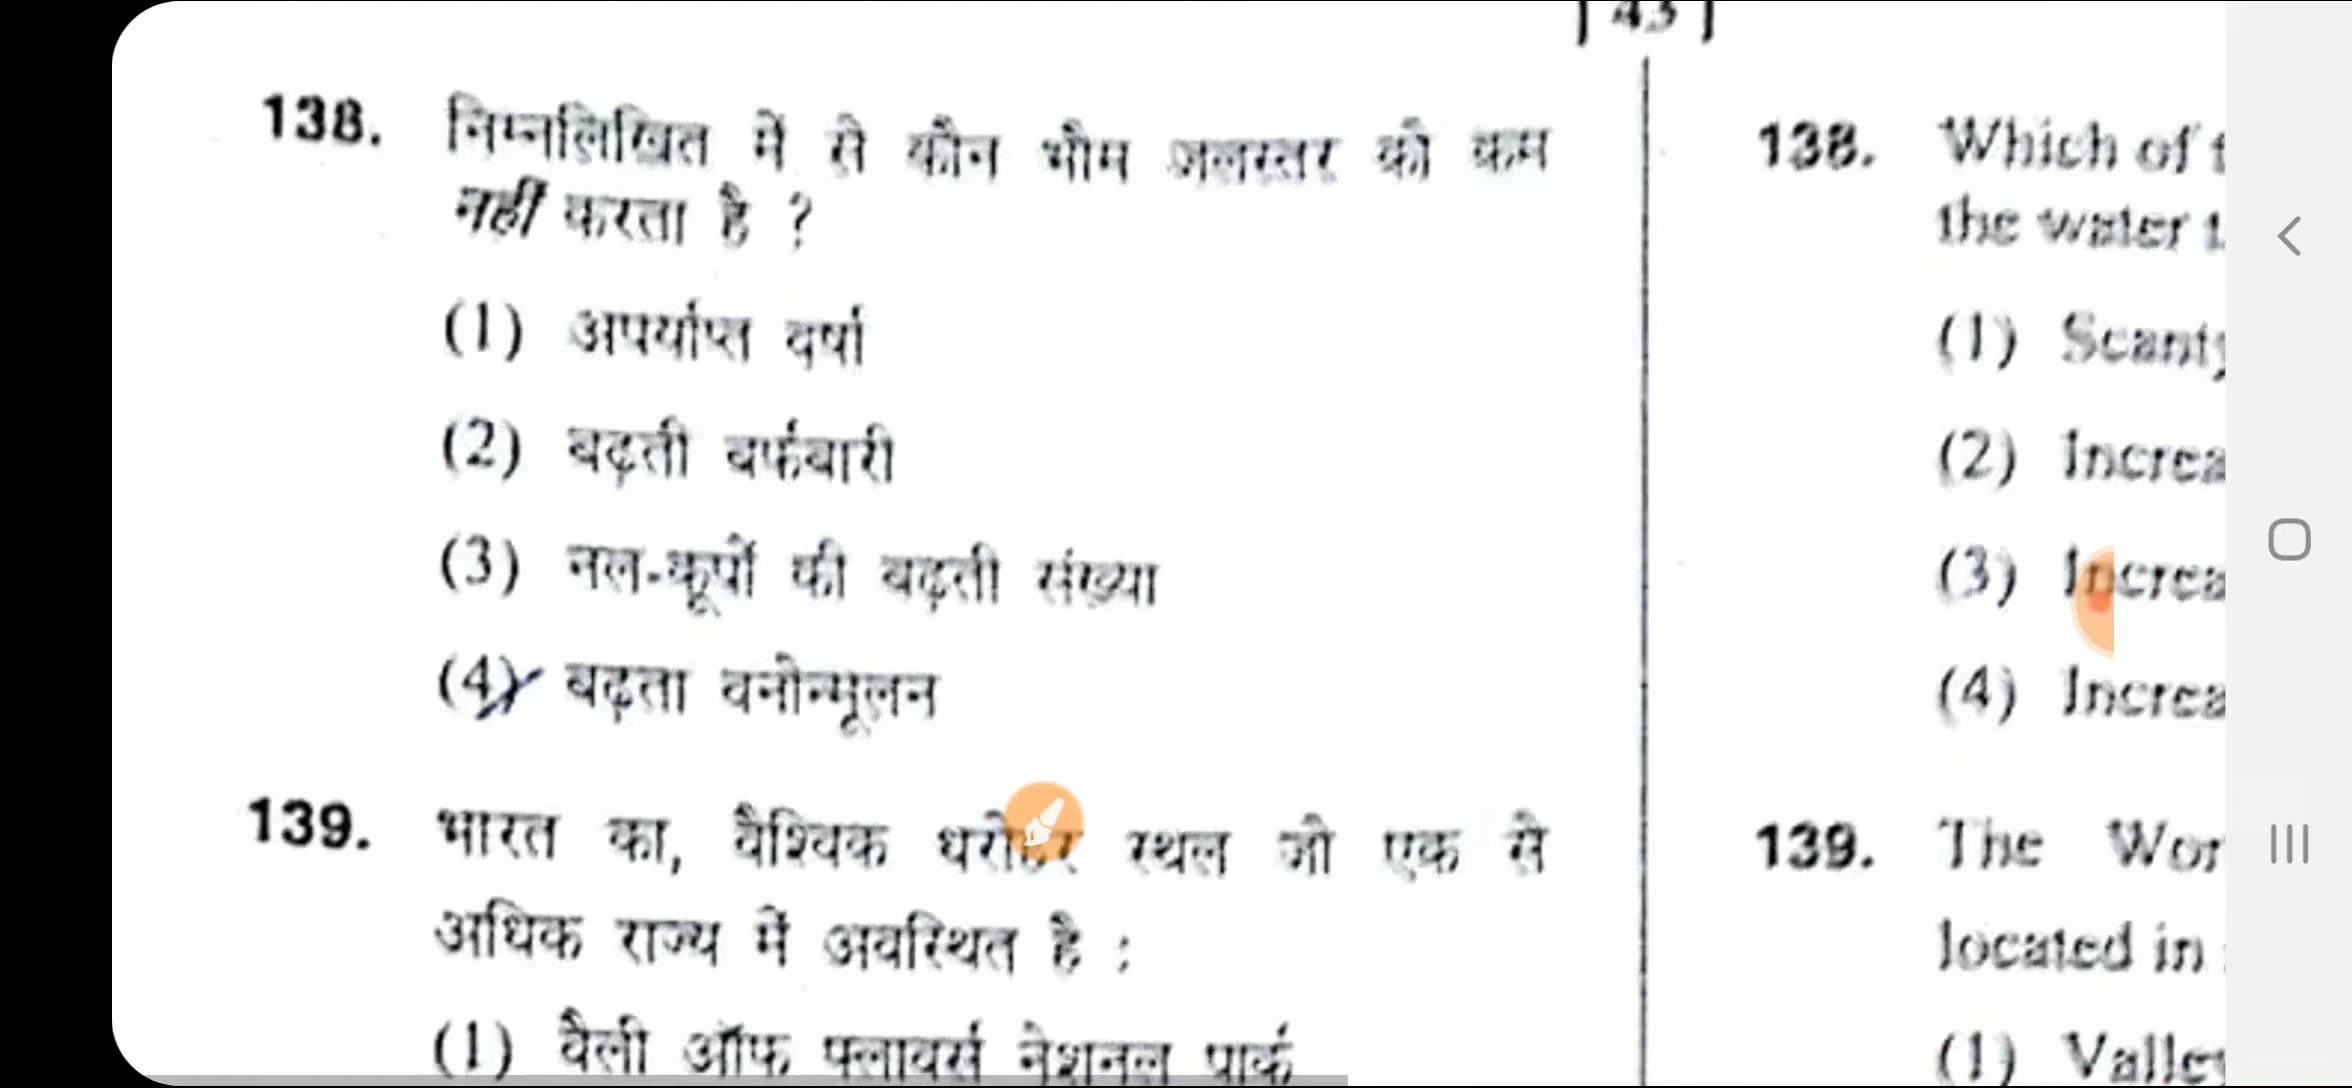 [ 43 ]
138. निम्नलिखित में से कौन भौम जलस्तर को कम
नहीं करता है ?
(1) अपर्याप्त वर्षा
(2) बढ़ती बर्फबारी
(3) नल-कूपों की बढ़ती संख्या
(4) बढ़ता वनोन्मूलन
139. भारत का, वैश्विक धरोहर स्थल जो एक से
अधिक राज्य में अवस्थित है :
(1) वैली ऑफ फ्लावर्स नेशनल पार्क
138. Which of
the water
(1) Scanty
(2) Increa
(3) Increa
(4) Increa
139. The Wor
located in
(1) Valley